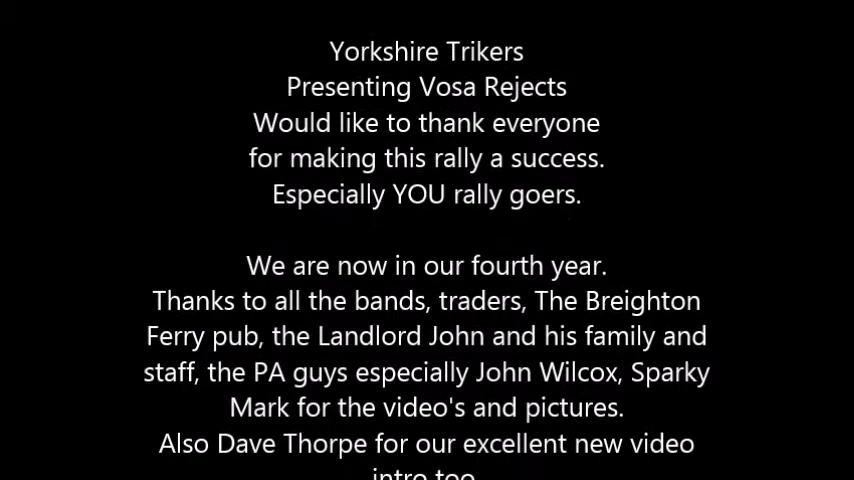 Yorkshire Trikers
Presenting Vosa Rejects
Would like to thank everyone
for making this rally a success.
Especially YOU rally goers.
We are now in our fourth year.
Thanks to all the bands, traders, The Breighton
Ferry pub, the Landlord John and his family and
staff, the PA guys especially John Wilcox, Sparky
Mark for the video's and pictures.
Also Dave Thorpe for our excellent new video
intro too